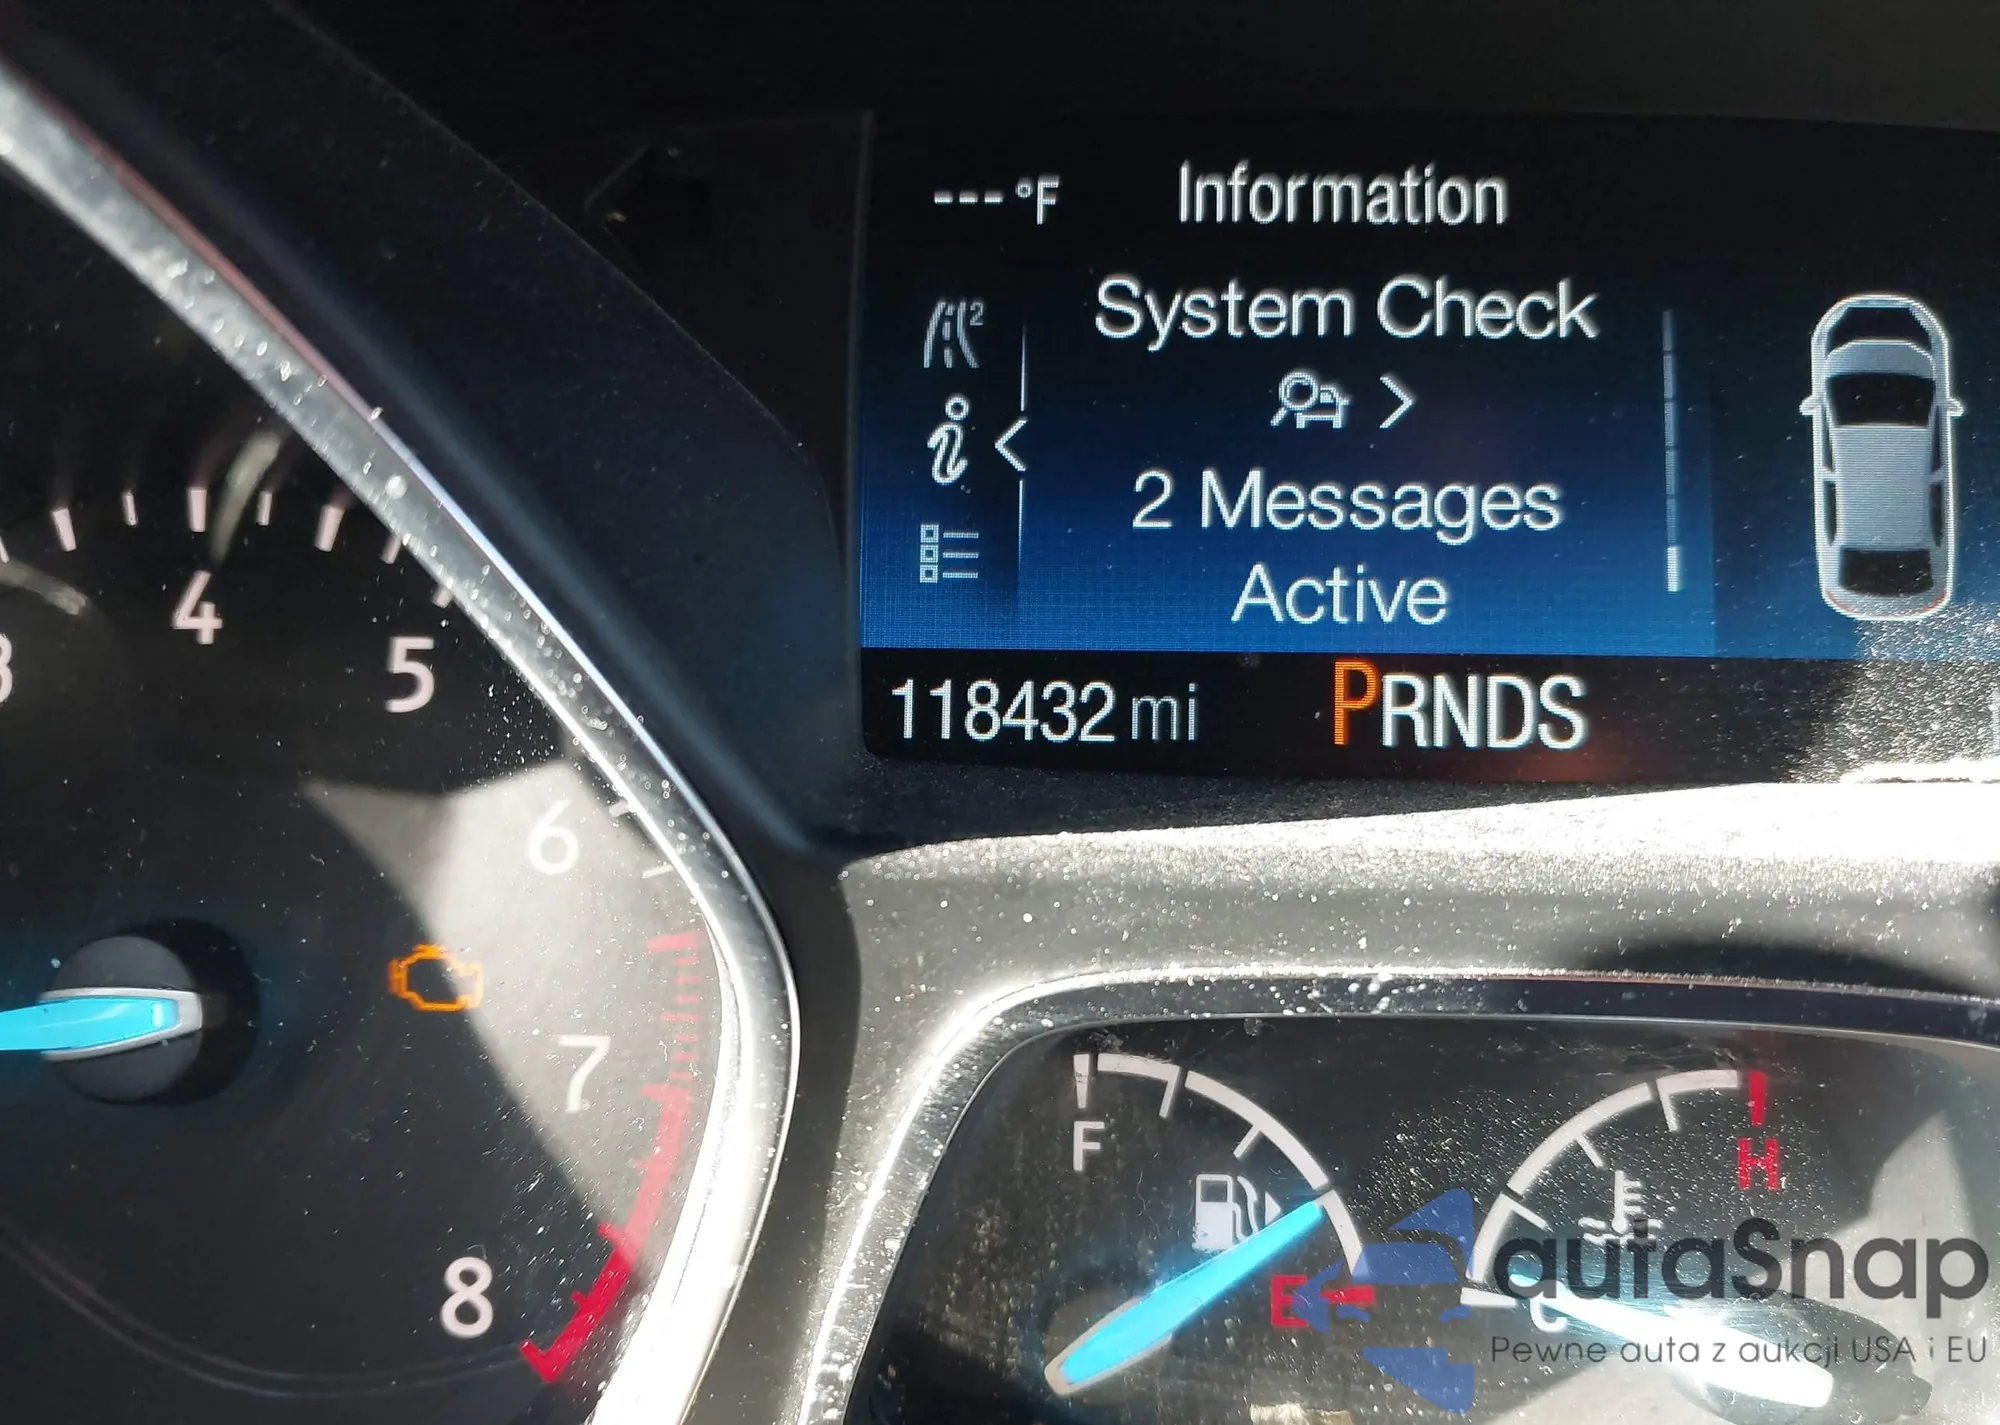 ---°F Information
System Check
2 Messages
Active
118432 mi PRNDS
3
4
5
6
7
8
F
E
H
C
autaSnap
Pewne auta z aukcji USA i EU